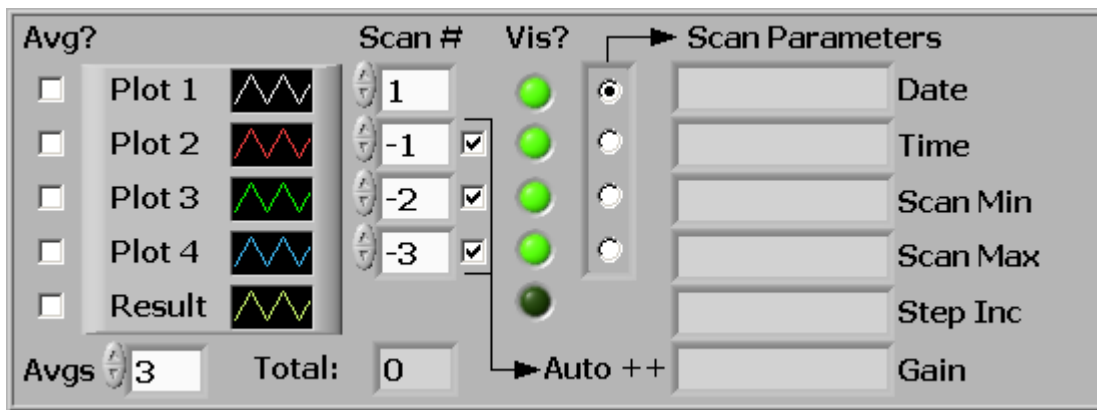 Avg? Scan # Vis? Scan Parameters
Plot 1 1 Date
Plot 2 -1 Time
Plot 3 -2 Scan Min
Plot 4 -3 Scan Max
Result Step Inc
Avgs 3 Total: 0 Auto ++ Gain